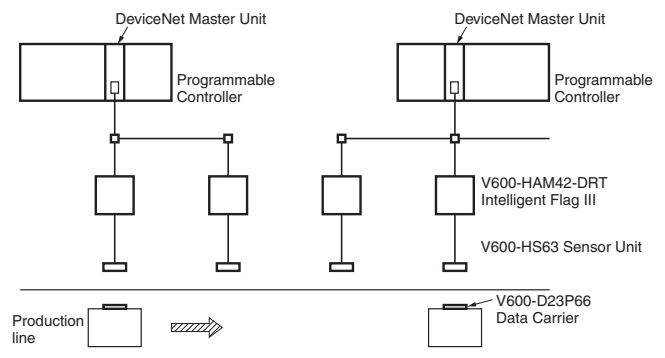 DeviceNet Master Unit
DeviceNet Master Unit
Programmable
Controller
Programmable
Controller
V600-HAM42-DRT
Intelligent Flag III
V600-HS63 Sensor Unit
V600-D23P66
Data Carrier
Production
line